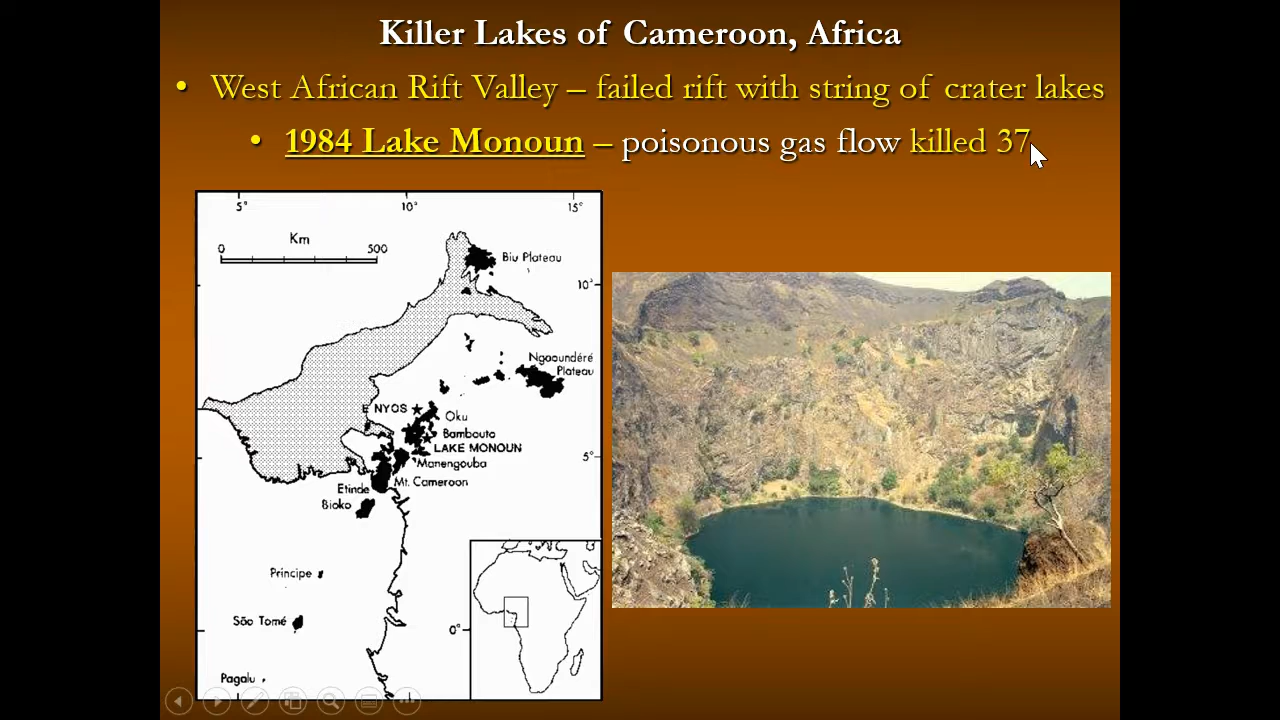 Killer Lakes of Cameroon, Africa
• West African Rift Valley – failed rift with string of crater lakes
• 1984 Lake Monoun – poisonous gas flow killed 37
5°
10°
15°
Km
0
500
Biu Plateau
10°
Ngaoundéré
Plateau
E NYOS
Oku
Bambouto
LAKE MONOUN
5°
Manengouba
Mt. Cameroon
Etinde
Bioko
Principe
São Tomé
0°
Pagalu